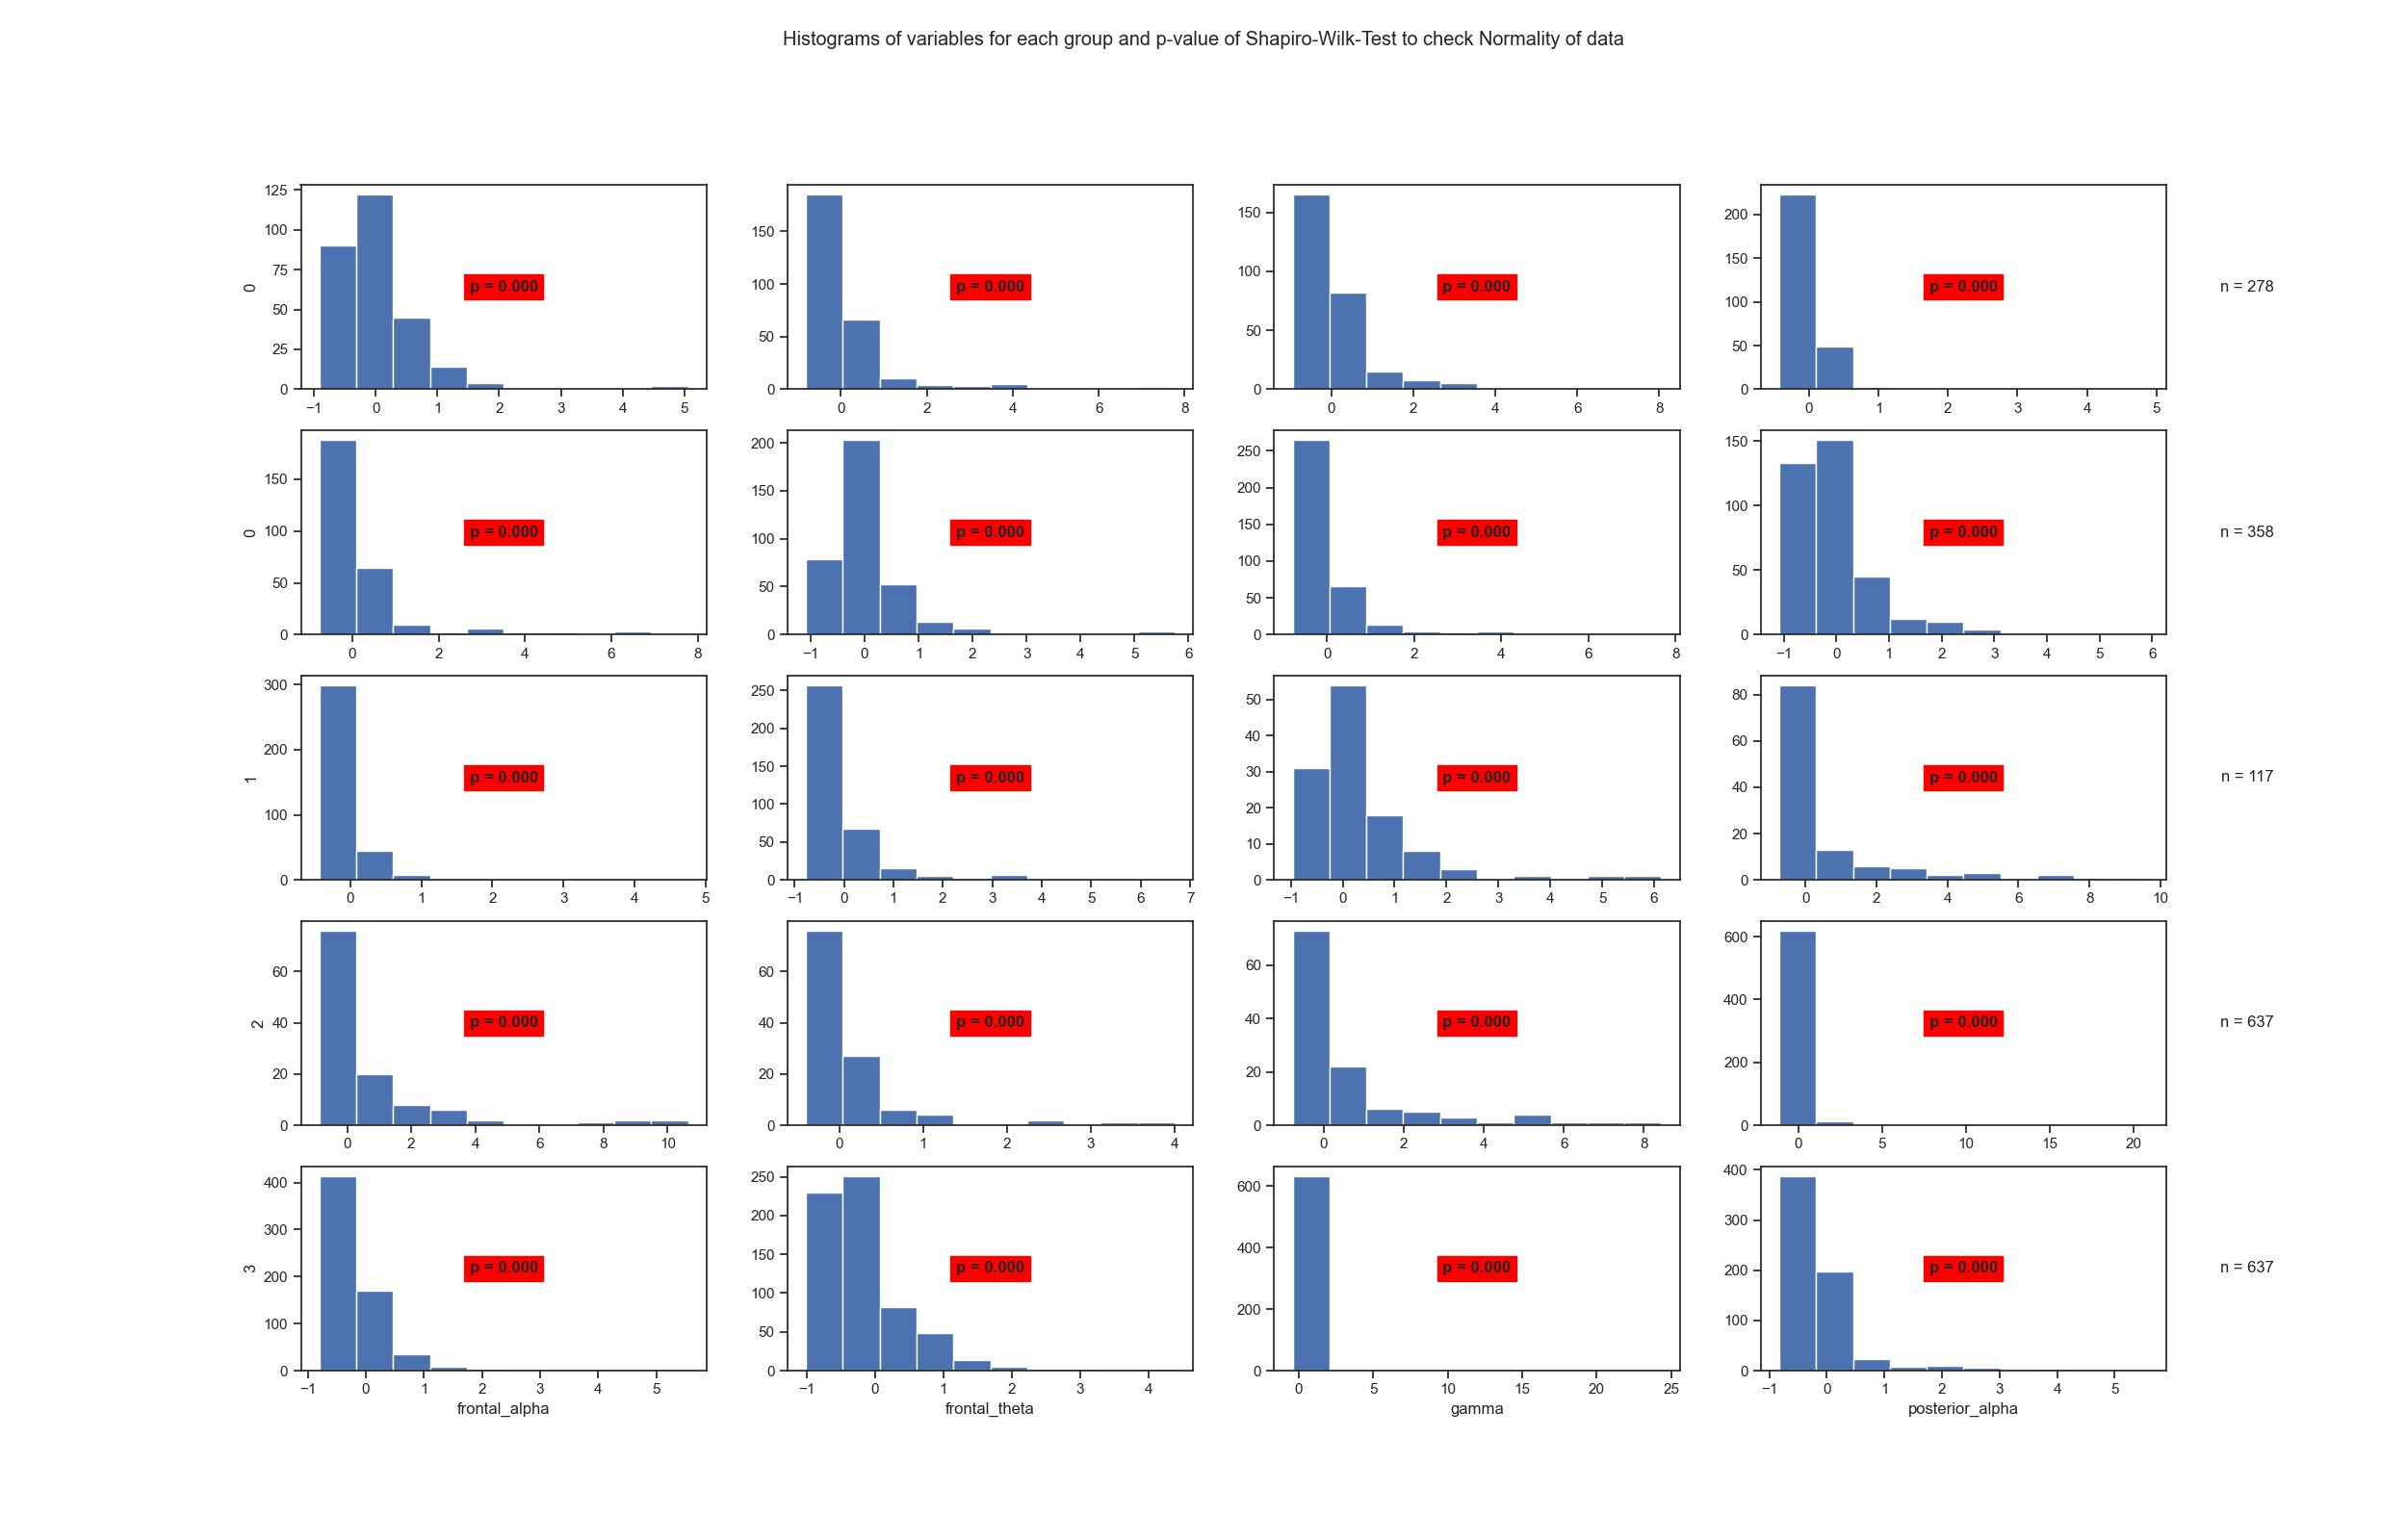 Histograms of variables for each group and p-value of Shapiro-Wilk-Test to check Normality of data
125
100
75
50
25
0
0
p = 0.000
−1 0 1 2 3 4 5
150
100
50
0
p = 0.000
0 2 4 6 8
150
100
50
0
p = 0.000
0 2 4 6 8
200
150
100
50
0
p = 0.000
0 1 2 3 4 5
n = 278
0
150
100
50
0
p = 0.000
0 2 4 6 8
200
150
100
50
0
p = 0.000
−1 0 1 2 3 4 5 6
250
200
150
100
50
0
p = 0.000
0 2 4 6 8
150
100
50
0
p = 0.000
−1 0 1 2 3 4 5 6
n = 358
1
300
200
100
0
p = 0.000
0 1 2 3 4 5
250
200
150
100
50
0
p = 0.000
−1 0 1 2 3 4 5 6 7
50
40
30
20
10
0
p = 0.000
−1 0 1 2 3 4 5 6
80
60
40
20
0
p = 0.000
0 2 4 6 8 10
n = 117
2
60
40
20
0
p = 0.000
0 2 4 6 8 10
60
40
20
0
p = 0.000
0 1 2 3 4
60
40
20
0
p = 0.000
0 2 4 6 8
600
400
200
0
p = 0.000
0 5 10 15 20
n = 637
3
400
300
200
100
0
p = 0.000
−1 0 1 2 3 4 5
frontal_alpha
250
200
150
100
50
0
p = 0.000
−1 0 1 2 3 4
frontal_theta
600
400
200
0
p = 0.000
0 5 10 15 20 25
gamma
400
300
200
100
0
p = 0.000
−1 0 1 2 3 4 5
posterior_alpha
n = 637